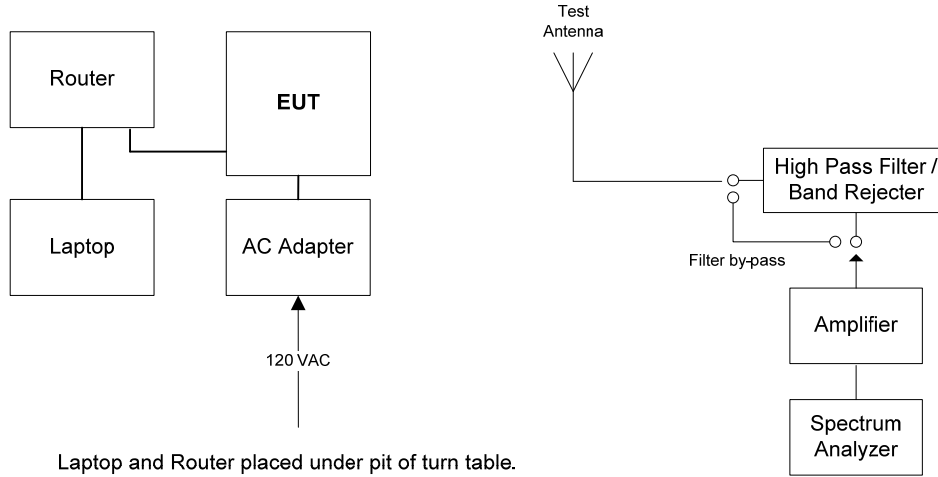 Router
EUT
Laptop
AC Adapter
120 VAC
Laptop and Router placed under pit of turn table.
Test
Antenna
High Pass Filter /
Band Rejecter
Filter by-pass
Amplifier
Spectrum
Analyzer